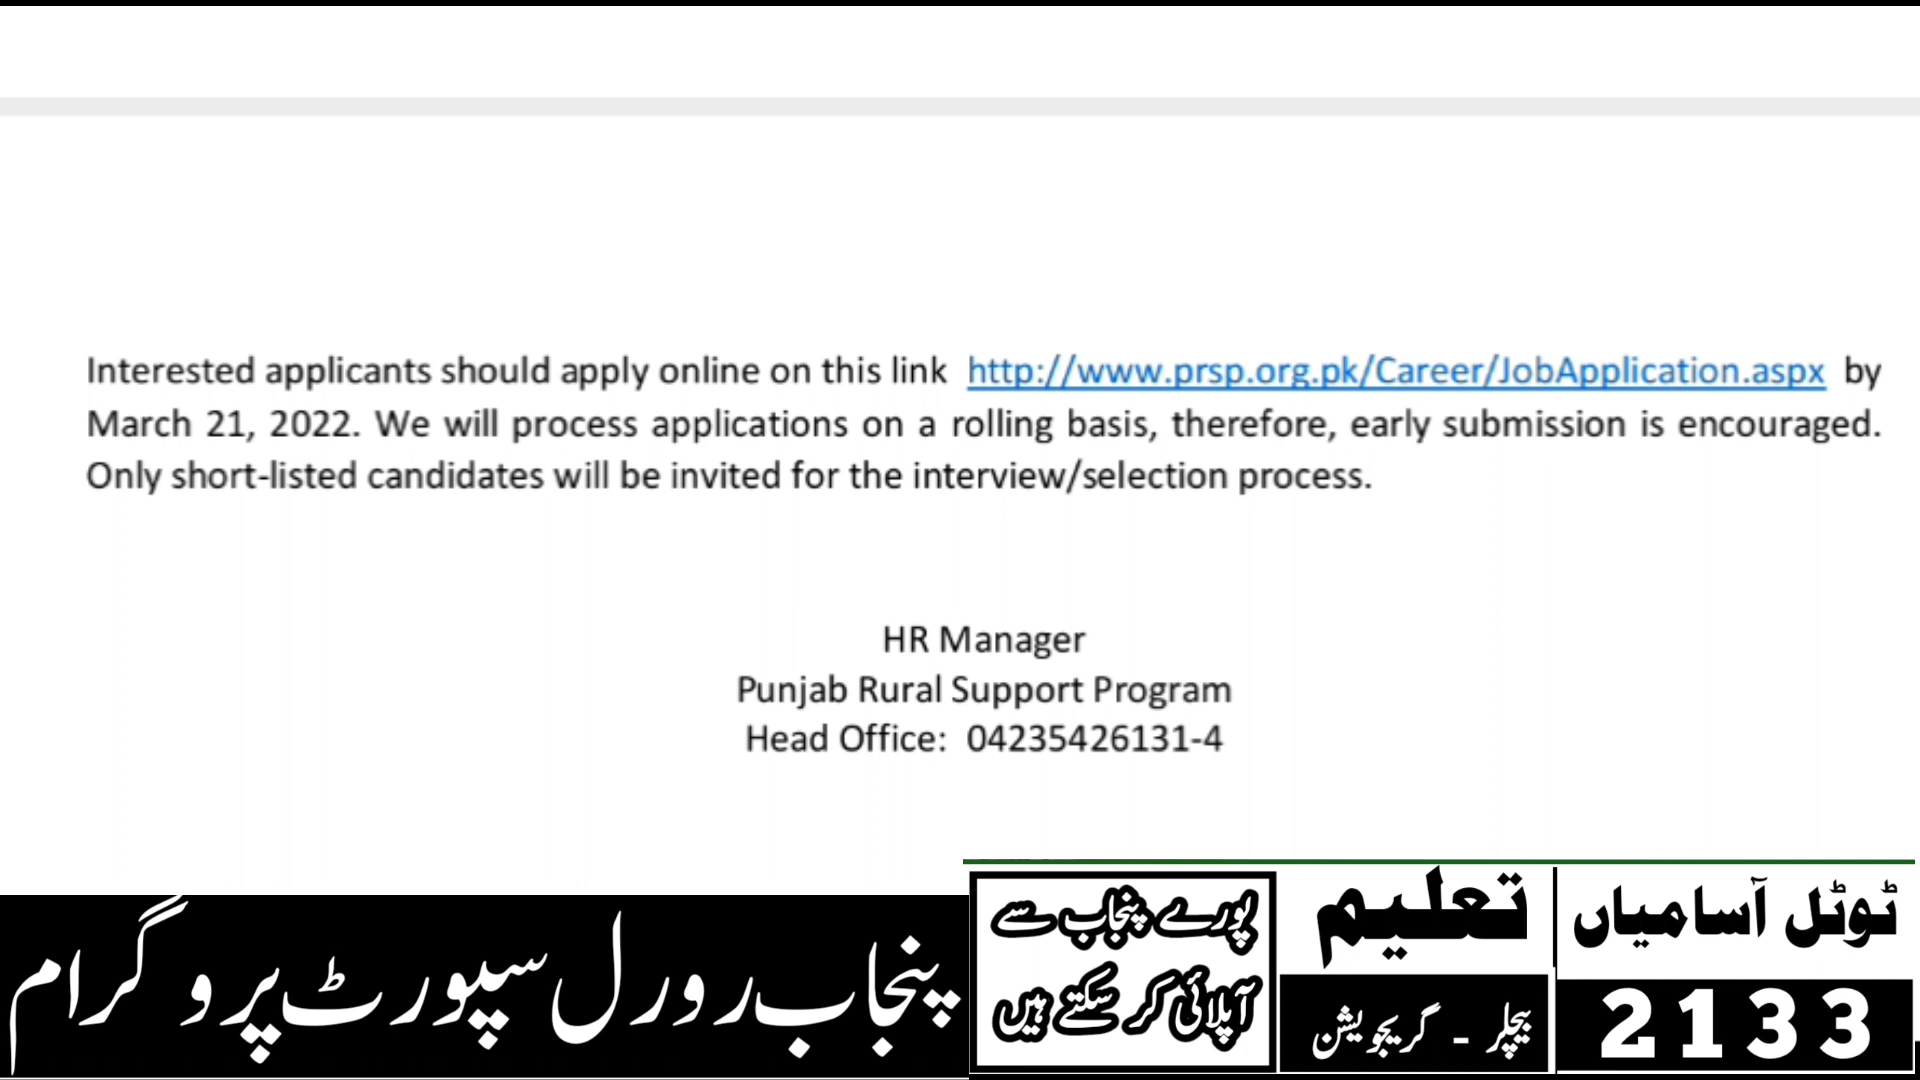 Interested applicants should apply online on this link http://www.prsp.org.pk/Career/JobApplication.aspx by
March 21, 2022. We will process applications on a rolling basis, therefore, early submission is encouraged.
Only short-listed candidates will be invited for the interview/selection process.
HR Manager
Punjab Rural Support Program
Head Office: 04235426131-4
پنجاب رورل سپورٹ پروگرام
پورے پنجاب سے
آپلائی کر سکتے ہیں
تعلیم
بیچلر - گریجویشن
ٹوٹل آسامیاں
2133